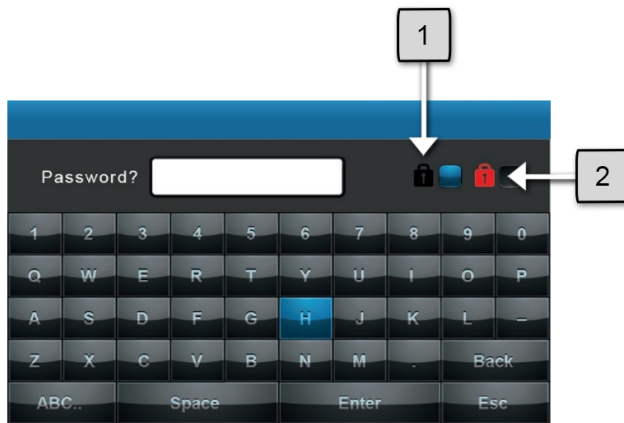 1
Password?
2
1 2 3 4 5 6 7 8 9 0
Q W E R T Y U I O P
A S D F G H J K L –
Z X C V B N M . Back
ABC.. Space Enter Esc